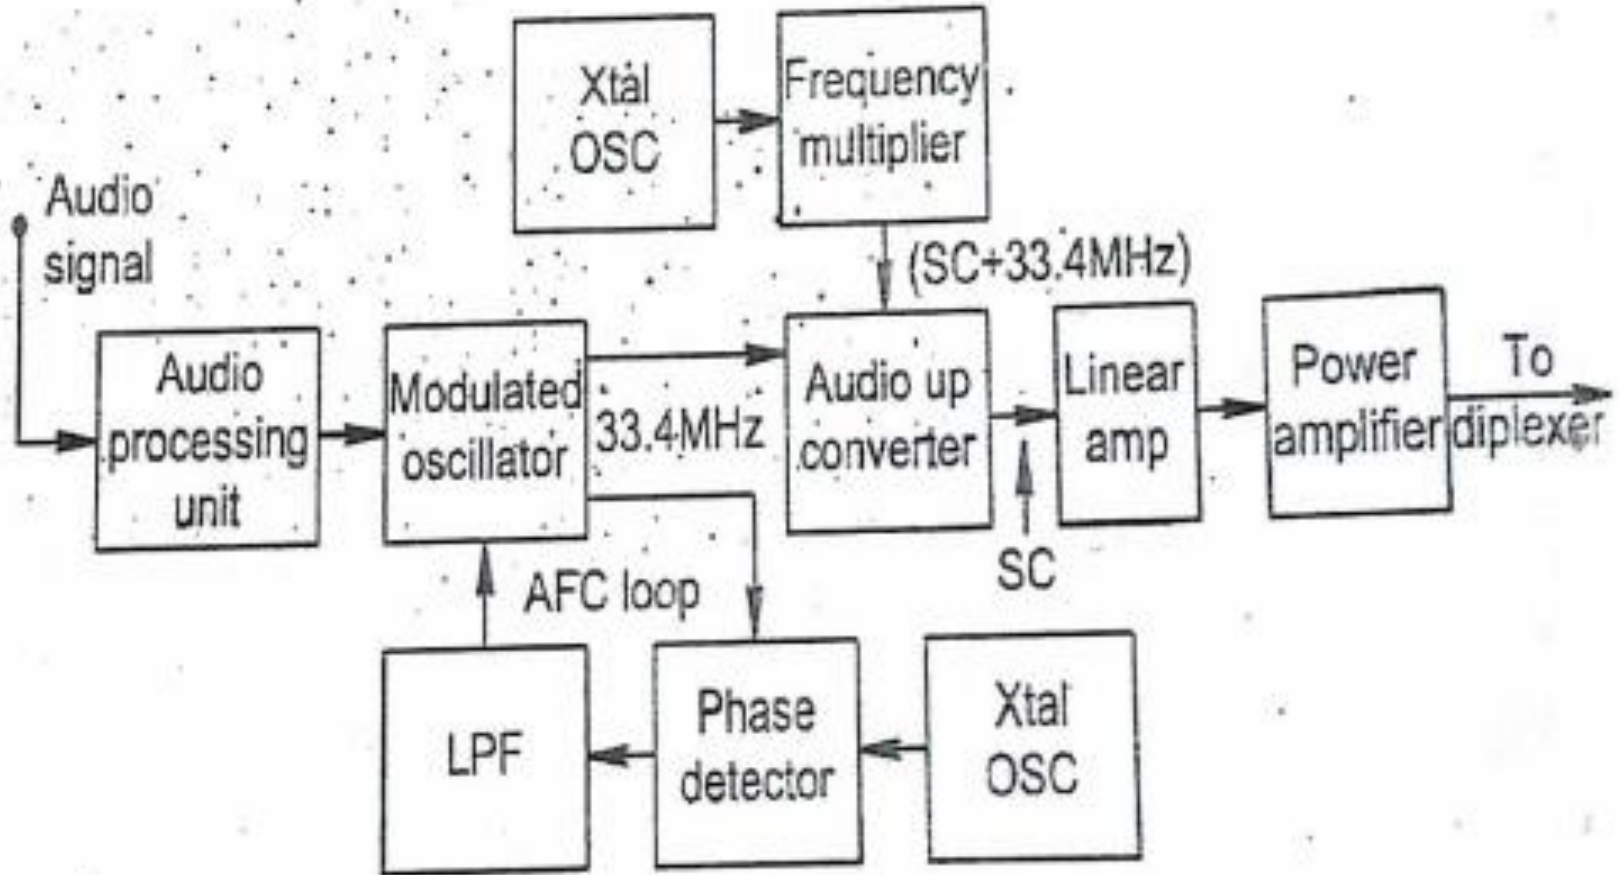 Xtal
OSC
Frequency
multiplier
Audio
signal
(SC+33.4MHz)
Audio
processing
unit
Modulated
oscillator
33.4MHz
Audio up
converter
Linear
amp
Power
amplifier
To
diplexer
SC
AFC loop
LPF
Phase
detector
Xtal
OSC